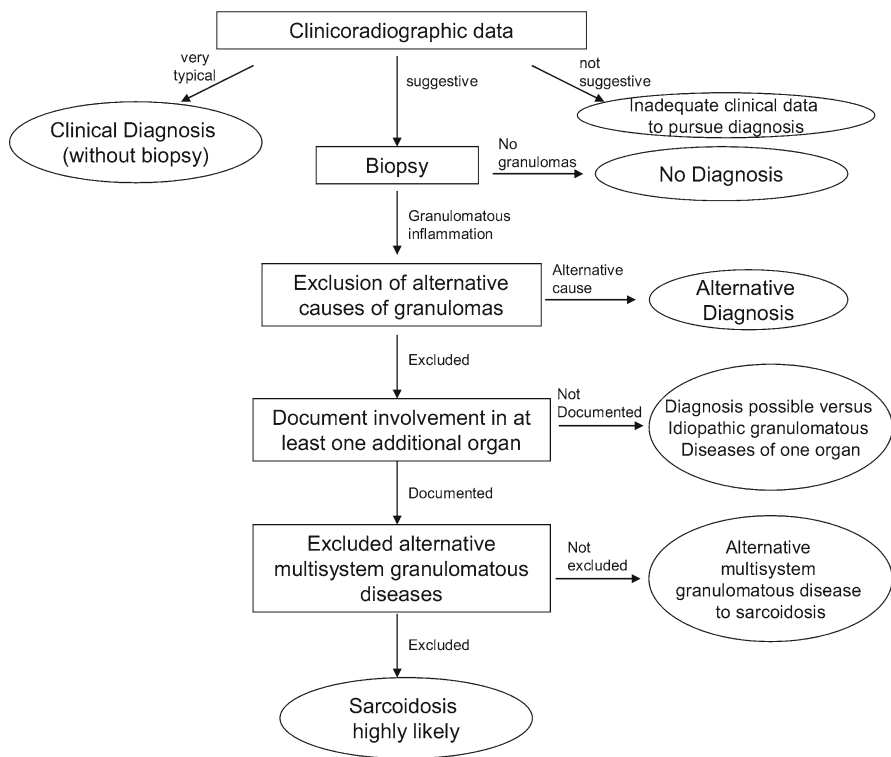 Clinicoradiographic data
very
typical
suggestive
not
suggestive
Clinical Diagnosis
(without biopsy)
Inadequate clinical data
to pursue diagnosis
Biopsy
No
granulomas
No Diagnosis
Granulomatous
inflammation
Exclusion of alternative
causes of granulomas
Alternative
cause
Alternative
Diagnosis
Excluded
Document involvement in at
least one additional organ
Not
Documented
Diagnosis possible versus
Idiopathic granulomatous
Diseases of one organ
Documented
Excluded alternative
multisystem granulomatous
diseases
Not
excluded
Alternative
multisystem
granulomatous disease
to sarcoidosis
Excluded
Sarcoidosis
highly likely